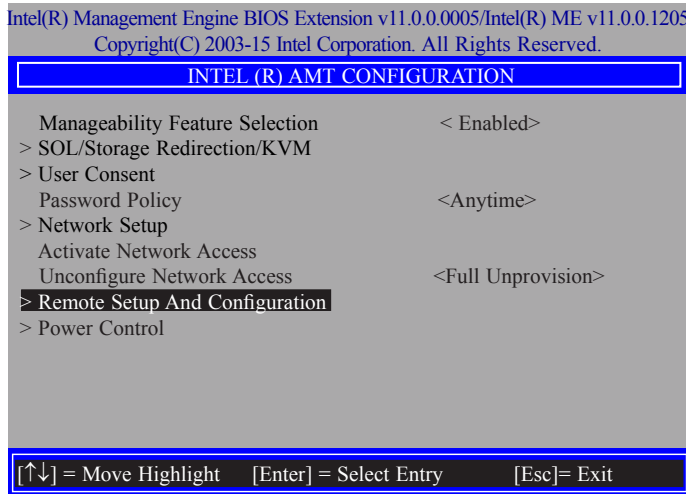 Intel(R) Management Engine BIOS Extension v11.0.0.0005/Intel(R) ME v11.0.0.1205
Copyright(C) 2003-15 Intel Corporation. All Rights Reserved.
INTEL (R) AMT CONFIGURATION
Manageability Feature Selection < Enabled>
> SOL/Storage Redirection/KVM
> User Consent
Password Policy <Anytime>
> Network Setup
Activate Network Access
Unconfigure Network Access <Full Unprovision>
> Remote Setup And Configuration
> Power Control
[↑↓] = Move Highlight [Enter] = Select Entry [Esc]= Exit